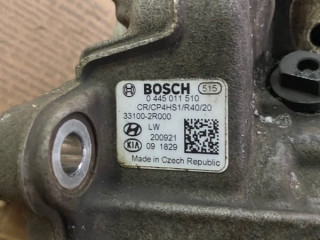 BOSCH 515
0 445 011 510
CR/CP4HS1/R40/20
33100-2R000
LW
200921
KIA 09 1829
Made in Czech Republic